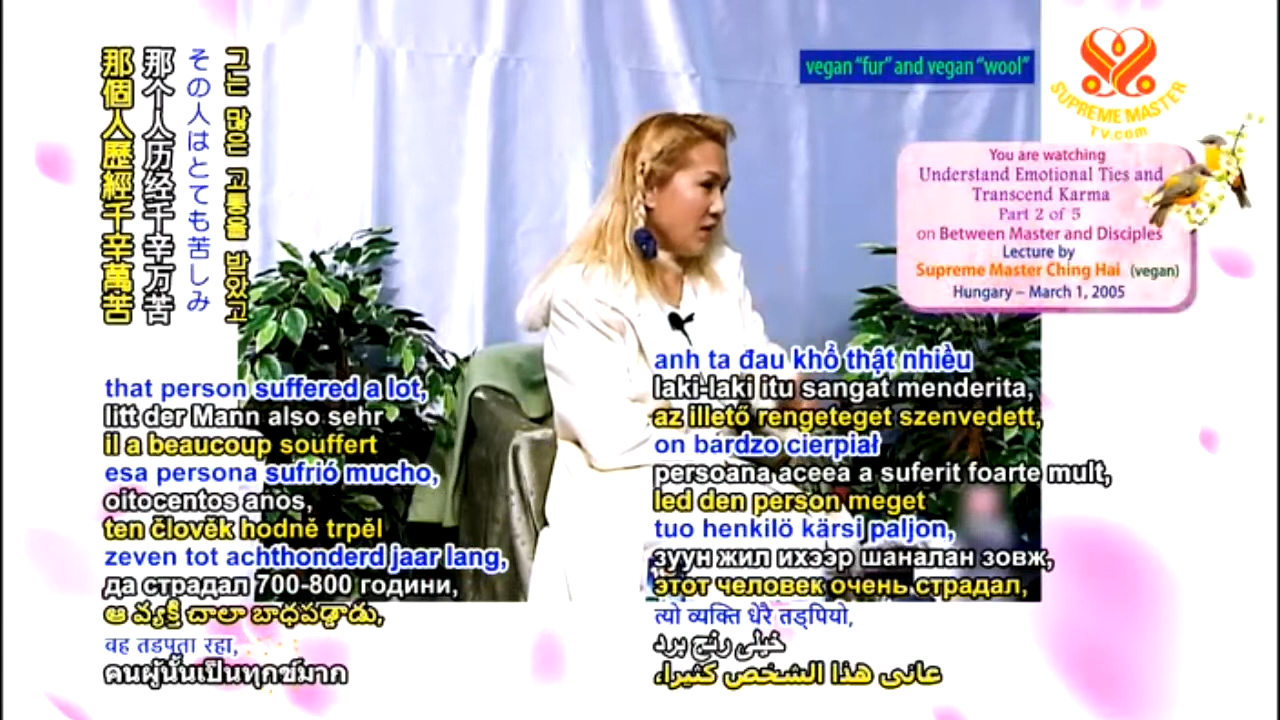 그는 많은 고통을 받았고
その人はとても苦しみ
那个人历经千辛万苦
那個人歷經千辛萬苦
vegan “fur” and vegan “wool”
SUPREME MASTER
TV.com
You are watching
Understand Emotional Ties and
Transcend Karma
Part 2 of 5
on Between Master and Disciples
Lecture by
Supreme Master Ching Hai (vegan)
Hungary – March 1, 2005
that person suffered a lot,
litt der Mann also sehr
il a beaucoup souffert
esa persona sufrió mucho,
oitocentos anos,
ten člověk hodně trpěl
zeven tot achthonderd jaar lang,
да страдал 700-800 години,
ఆ వ్యక్తి చాలా బాధపడ్డాడు,
वह तड़पता रहा,
คนผู้นั้นเป็นทุกข์มาก
anh ta đau khổ thật nhiều
laki-laki itu sangat menderita,
az illető rengeteget szenvedett,
on bardzo cierpiał
persoana aceea a suferit foarte mult,
led den person meget
tuo henkilö kärsi paljon,
зуун жил ихээр шаналан зовж,
этот человек очень страдал,
त्यो व्यक्ति धेरै तड्पियो,
خیلی رنج برد
عانى هذا الشخص كثيرا،